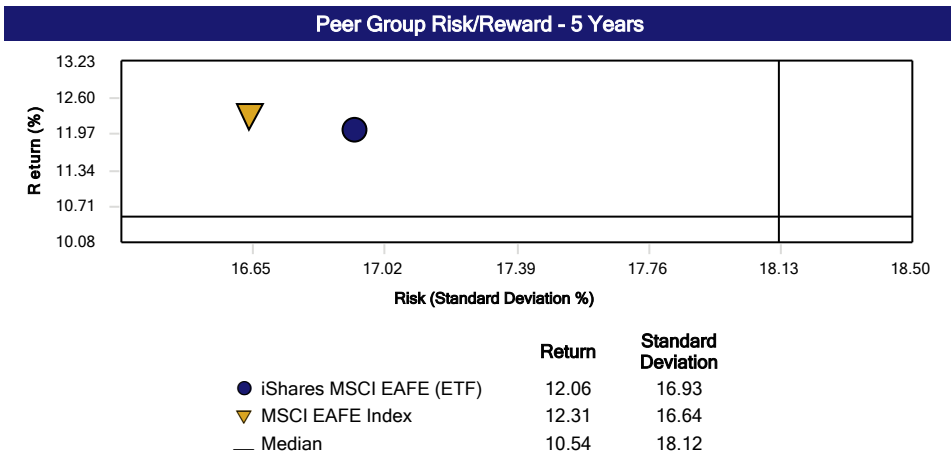 Peer Group Risk/Reward - 5 Years
13.23
12.60
11.97
11.34
10.71
10.08
R eturn (%)
16.65 17.02 17.39 17.76 18.13 18.50
Risk (Standard Deviation %)
Return Standard Deviation
iShares MSCI EAFE (ETF) 12.06 16.93
MSCI EAFE Index 12.31 16.64
Median 10.54 18.12